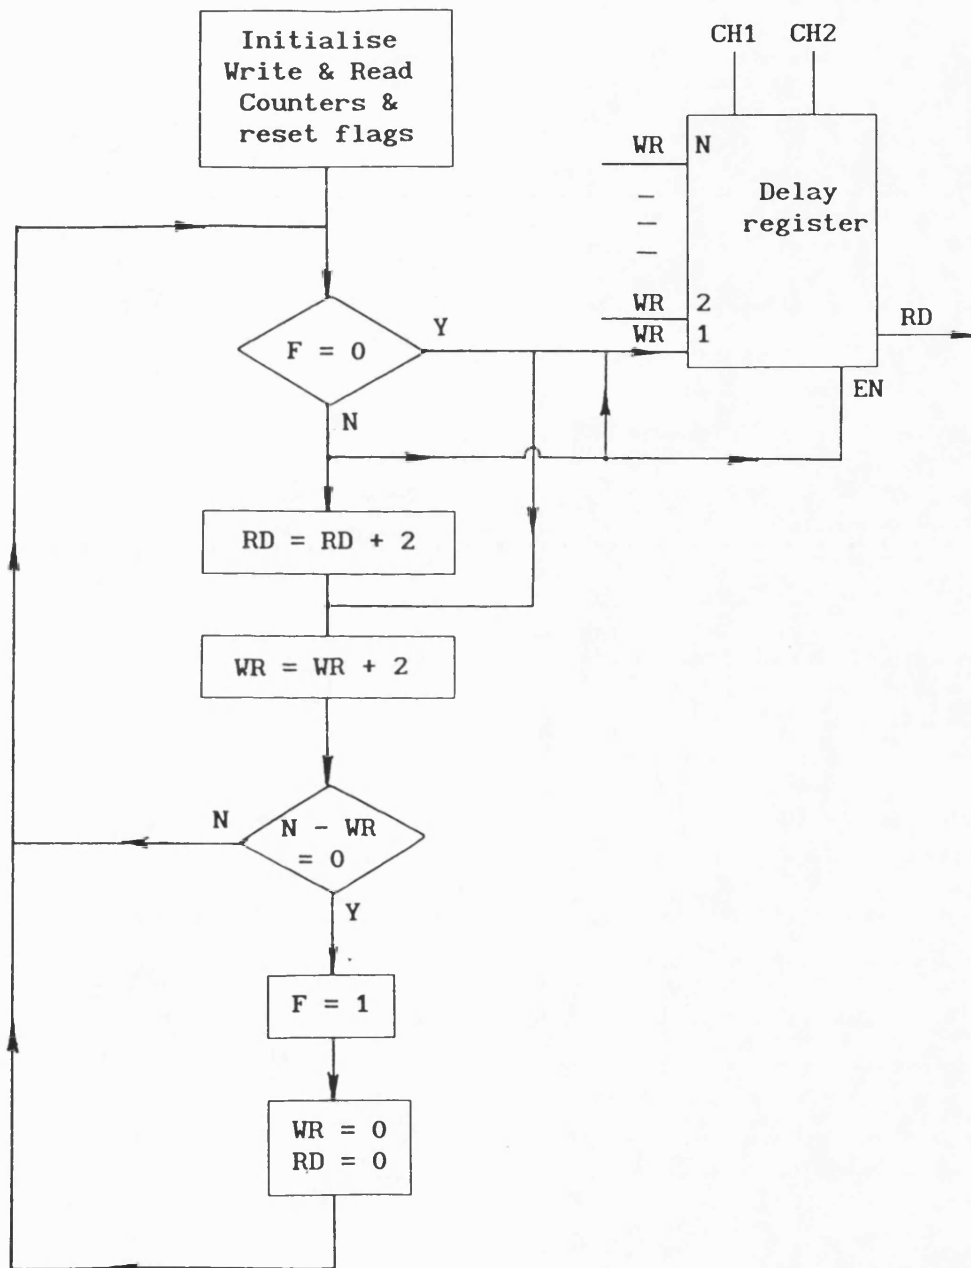 Initialise
Write & Read
Counters &
reset flags
CH1 CH2
WR N
Delay
register
WR 2
WR 1
RD
EN
F = 0
Y
N
RD = RD + 2
WR = WR + 2
N - WR
= 0
N
Y
F = 1
WR = 0
RD = 0